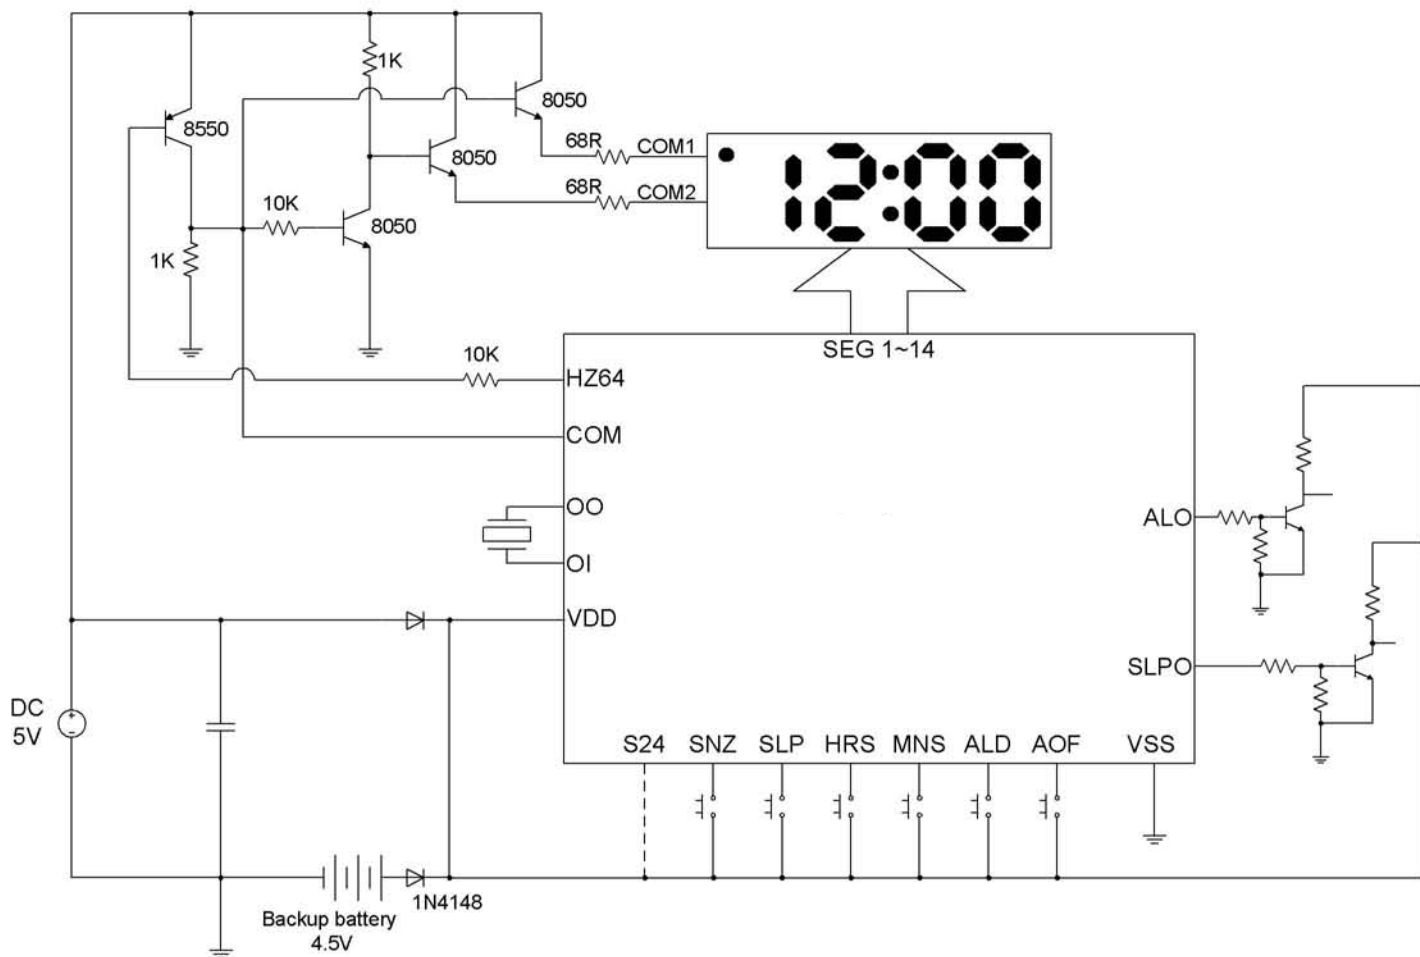 1K
8050
8550
8050
68R
COM1
12:00
68R
COM2
10K
8050
1K
SEG 1~14
10K
HZ64
COM
OO
ALO
OI
VDD
SLPO
DC
5V
+
-
S24 SNZ SLP HRS MNS ALD AOF VSS
1N4148
Backup battery
4.5V